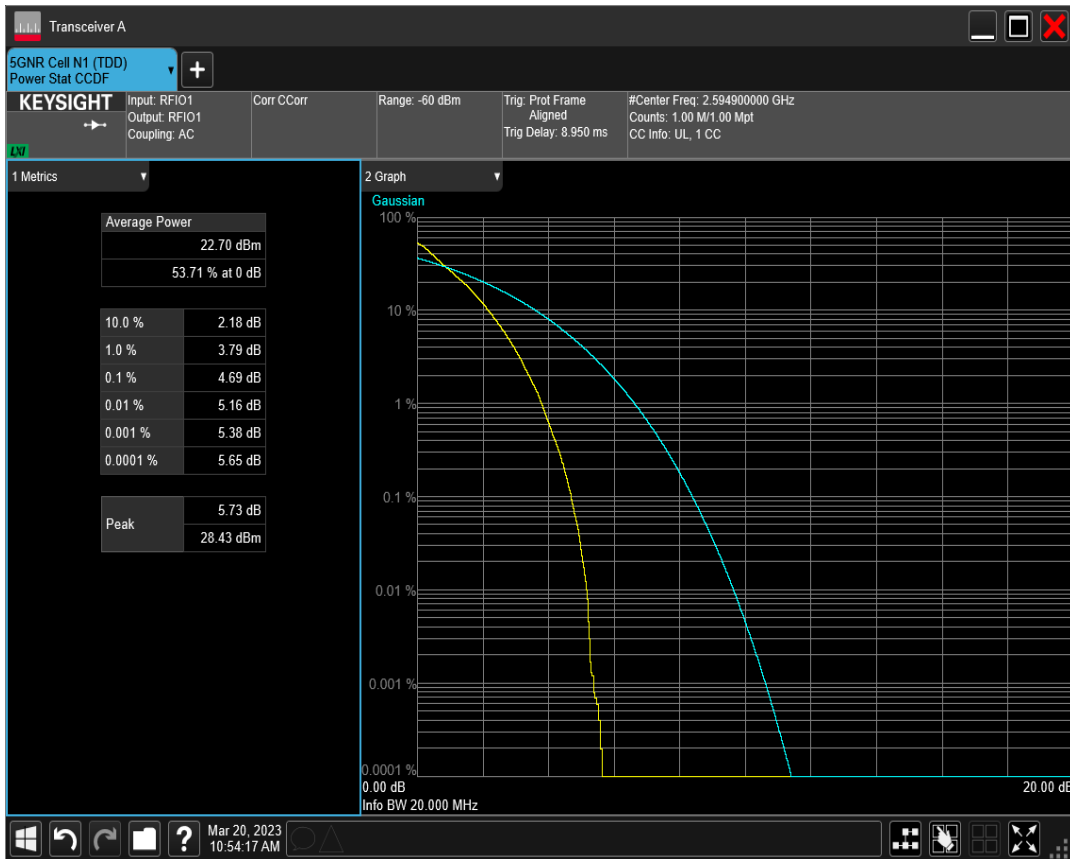 Transceiver A
5GNR Cell N1 (TDD)
Power Stat CCDF
KEYSIGHT
LXI
Input: RFIO1
Output: RFIO1
Coupling: AC
Corr CCorr
Range: -60 dBm
Trig: Prot Frame
Aligned
Trig Delay: 8.950 ms
#Center Freq: 2.594900000 GHz
Counts: 1.00 M/1.00 Mpt
CC Info: UL, 1 CC
1 Metrics
Average Power
22.70 dBm
53.71 % at 0 dB
10.0 % 2.18 dB
1.0 % 3.79 dB
0.1 % 4.69 dB
0.01 % 5.16 dB
0.001 % 5.38 dB
0.0001 % 5.65 dB
Peak
5.73 dB
28.43 dBm
2 Graph
Gaussian
100 %
10 %
1 %
0.1 %
0.01 %
0.001 %
0.0001 %
0.00 dB 20.00 dB
Info BW 20.000 MHz
?
Mar 20, 2023
10:54:17 AM